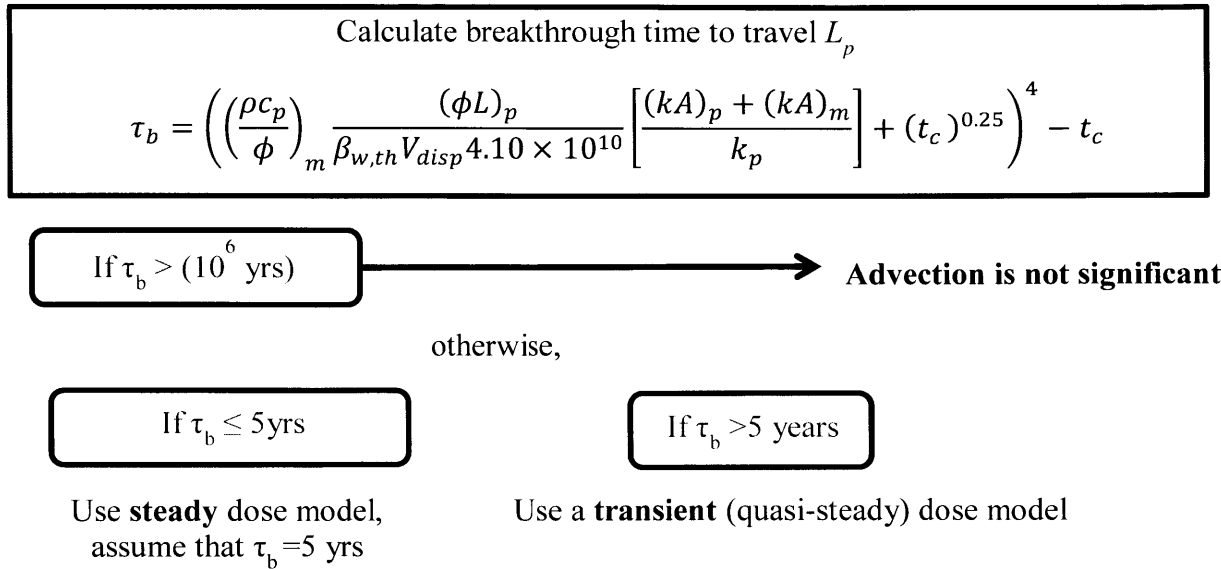 Calculate breakthrough time to travel L_p
τ_b = ( (ρc_p / ϕ)_m (ϕL)_p / (β_{w,th} V_{disp} 4.10 × 10^{10}) [ ((kA)_p + (kA)_m) / k_p ] + (t_c)^{0.25} )^4 − t_c
If τ_b > (10^6 yrs)
Advection is not significant
otherwise,
If τ_b ≤ 5yrs
If τ_b >5 years
Use steady dose model,
assume that τ_b =5 yrs
Use a transient (quasi-steady) dose model